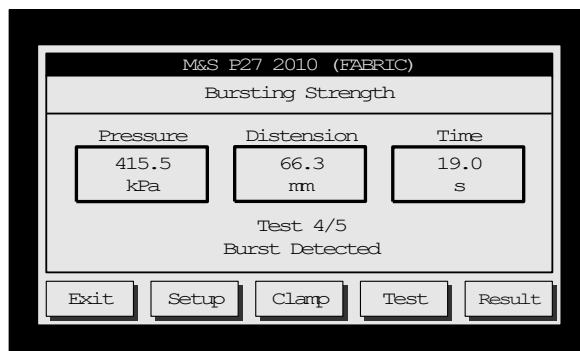 M&S P27 2010 (FABRIC)
Bursting Strength
Pressure Distension Time
415.5 66.3 19.0
kPa mm s
Test 4/5
Burst Detected
Exit Setup Clamp Test Result